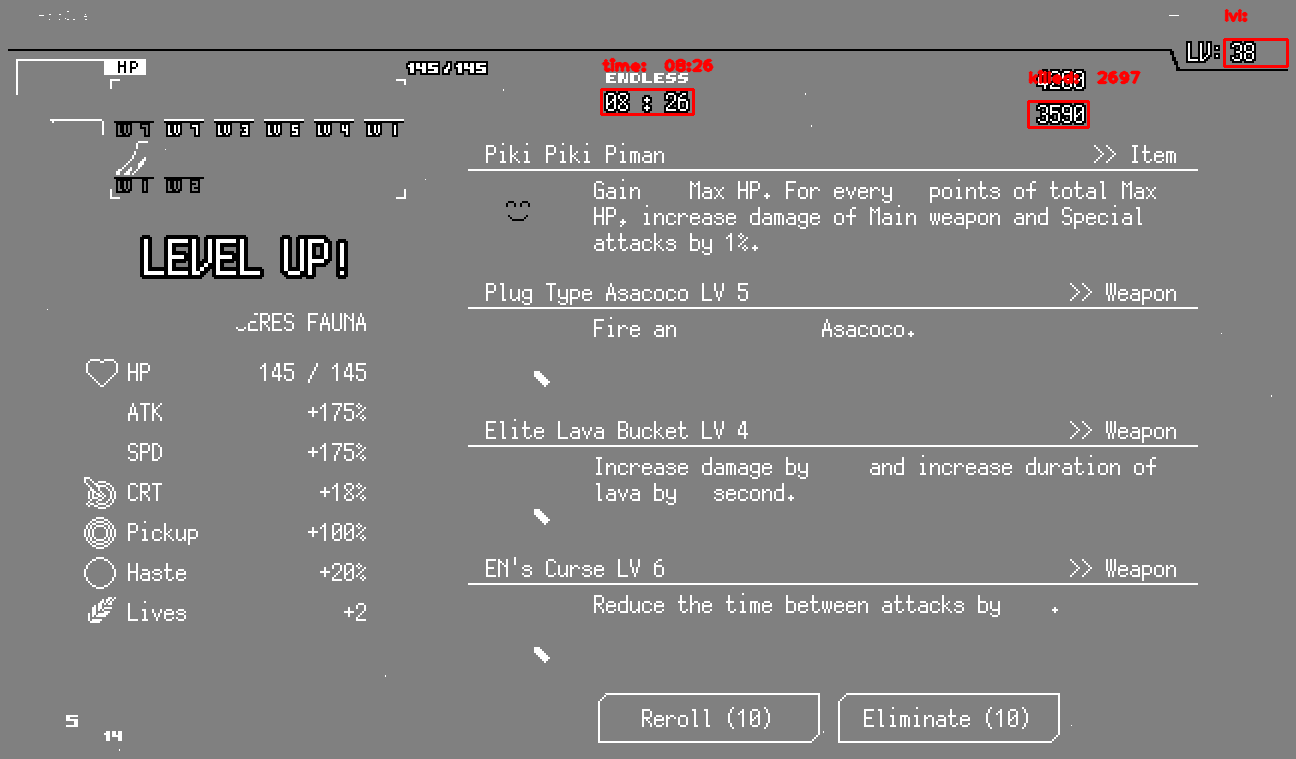 lvl:
LV: 38
HP
145/145
time: 08:26
ENDLESS
08 : 26
killed: 2697
4200
3590
LV 7 LV 7 LV 3 LV 5 LV 4 LV 1
LV 1 LV 2
LEVEL UP!
CERES FAUNA
HP 145 / 145
ATK +175%
SPD +175%
CRT +18%
Pickup +100%
Haste +20%
Lives +2
5
14
Piki Piki Piman >> Item
Gain Max HP. For every points of total Max
HP, increase damage of Main weapon and Special
attacks by 1%.
Plug Type Asacoco LV 5 >> Weapon
Fire an Asacoco.
Elite Lava Bucket LV 4 >> Weapon
Increase damage by and increase duration of
lava by second.
EN's Curse LV 6 >> Weapon
Reduce the time between attacks by .
Reroll (10)
Eliminate (10)